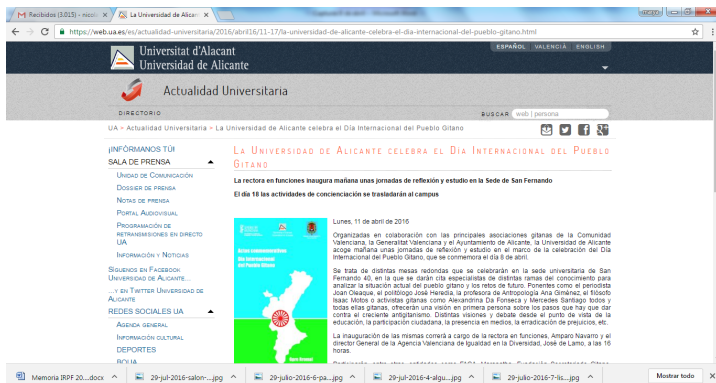 Recibidos (3.015) - nicol
La Universidad de Alican
https://web.ua.es/es/actualidad-universitaria/2016/abril16/11-17/la-universidad-de-alicante-celebra-el-dia-internacional-del-pueblo-gitano.html
ESPAÑOL VALENCIÀ ENGLISH
Universitat d'Alacant
Universidad de Alicante
Actualidad Universitaria
DIRECTORIO
BUSCAR web | persona
UA > Actualidad Universitaria > La Universidad de Alicante celebra el Día Internacional del Pueblo Gitano
¡INFÓRMANOS TÚ!
SALA DE PRENSA
UNIDAD DE COMUNICACIÓN
DOSSIER DE PRENSA
NOTAS DE PRENSA
PORTAL AUDIOVISUAL
PROGRAMACIÓN DE
RETRANSMISIONES EN DIRECTO
UA
INFORMACIÓN Y NOTICIAS
SÍGUENOS EN FACEBOOK
UNIVERSIDAD DE ALICANTE...
...Y EN TWITTER UNIVERSIDAD DE
ALICANTE
REDES SOCIALES UA
AGENDA GENERAL
INFORMACIÓN CULTURAL
DEPORTES
BOUA
LA UNIVERSIDAD DE ALICANTE CELEBRA EL DÍA INTERNACIONAL DEL PUEBLO
GITANO
La rectora en funciones inaugura mañana unas jornadas de reflexión y estudio en la Sede de San Fernando
El día 18 las actividades de concienciación se trasladarán al campus
Actos conmemorativos
Día Internacional
del Pueblo Gitano
Lunes, 11 de abril de 2016
Organizadas en colaboración con las principales asociaciones gitanas de la Comunidad
Valenciana, la Generalitat Valenciana y el Ayuntamiento de Alicante, la Universidad de Alicante
acoge mañana unas jornadas de reflexión y estudio en el marco de la celebración del Día
Internacional del Pueblo Gitano, que se conmemora el día 8 de abril.
Se trata de distintas mesas redondas que se celebrarán en la sede universitaria de San
Fernando 40, en la que se darán cita especialistas de distintas ramas del conocimiento para
analizar la situación actual del pueblo gitano y los retos de futuro. Ponentes como el periodista
Joan Oleaque, el politólogo José Heredia, la profesora de Antropología Ana Giménez, el filósofo
Isaac Motos o activistas gitanas como Alexandrina Da Fonseca y Mercedes Santiago todos y
todas ellas gitanas, ofrecerán una visión en primera persona sobre los pasos que hay que dar
contra el creciente antigitanismo. Distintas visiones y debate desde el punto de vista de la
educación, la participación ciudadana, la presencia en medios, la erradicación de prejuicios, etc.
La inauguración de las mismas correrá a cargo de la rectora en funciones, Amparo Navarro y el
director General de la Agencia Valenciana de Igualdad en la Diversidad, José de Lamo, a las 16
horas.
Memoria IRPF 20....docx
29-jul-2016-salon-...jpg
29-julio-2016-6-pa...jpg
29-jul-2016-4-algu...jpg
29-julio-2016-7-lis...jpg
Mostrar todo